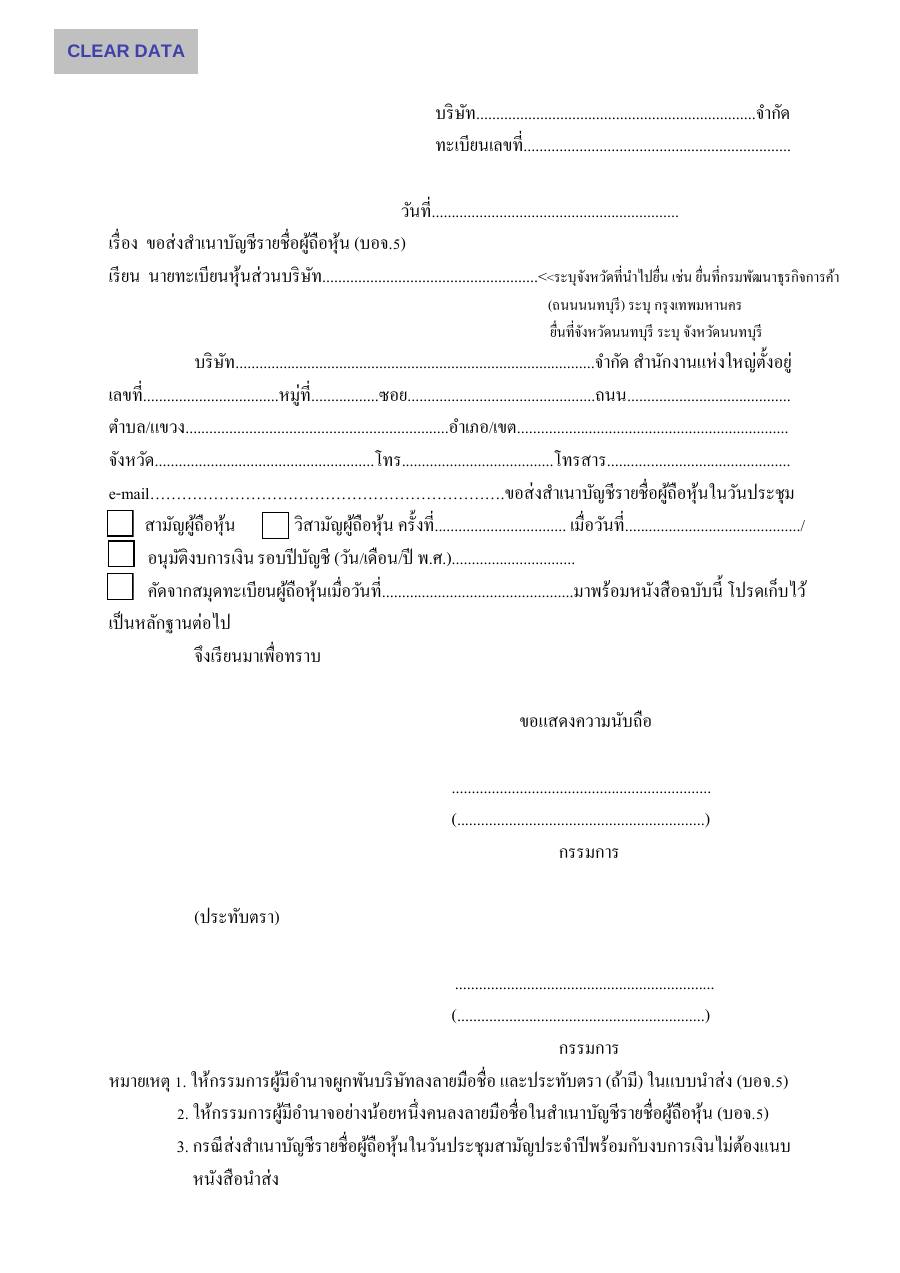 CLEAR DATA
บริษัท......................................................................จำกัด
ทะเบียนเลขที่...................................................................
วันที่..............................................................
เรื่อง ขอส่งสำเนาบัญชีรายชื่อผู้ถือหุ้น (บอจ.5)
เรียน นายทะเบียนหุ้นส่วนบริษัท......................................................<<ระบุจังหวัดที่นำไปยื่น เช่น ยื่นที่กรมพัฒนาธุรกิจการค้า
(ถนนนนทบุรี) ระบุ กรุงเทพมหานคร
ยื่นที่จังหวัดนนทบุรี ระบุ จังหวัดนนทบุรี
บริษัท..........................................................................................จำกัด สำนักงานแห่งใหญ่ตั้งอยู่
เลขที่..................................หมู่ที่.................ซอย...............................................ถนน.........................................
ตำบล/แขวง..................................................................อำเภอ/เขต....................................................................
จังหวัด.......................................................โทร......................................โทรสาร..............................................
e-mail………………………………………………………….ขอส่งสำเนาบัญชีรายชื่อผู้ถือหุ้นในวันประชุม
สามัญผู้ถือหุ้น วิสามัญผู้ถือหุ้น ครั้งที่................................. เมื่อวันที่............................................/
อนุมัติงบการเงิน รอบปีบัญชี (วัน/เดือน/ปี พ.ศ.)...............................
คัดจากสมุดทะเบียนผู้ถือหุ้นเมื่อวันที่................................................มาพร้อมหนังสือฉบับนี้ โปรดเก็บไว้
เป็นหลักฐานต่อไป
จึงเรียนมาเพื่อทราบ
ขอแสดงความนับถือ
.................................................................
(..............................................................)
กรรมการ
(ประทับตรา)
.................................................................
(..............................................................)
กรรมการ
หมายเหตุ 1. ให้กรรมการผู้มีอำนาจผูกพันบริษัทลงลายมือชื่อ และประทับตรา (ถ้ามี) ในแบบนำส่ง (บอจ.5)
2. ให้กรรมการผู้มีอำนาจอย่างน้อยหนึ่งคนลงลายมือชื่อในสำเนาบัญชีรายชื่อผู้ถือหุ้น (บอจ.5)
3. กรณีส่งสำเนาบัญชีรายชื่อผู้ถือหุ้นในวันประชุมสามัญประจำปีพร้อมกับงบการเงินไม่ต้องแนบ
หนังสือนำส่ง